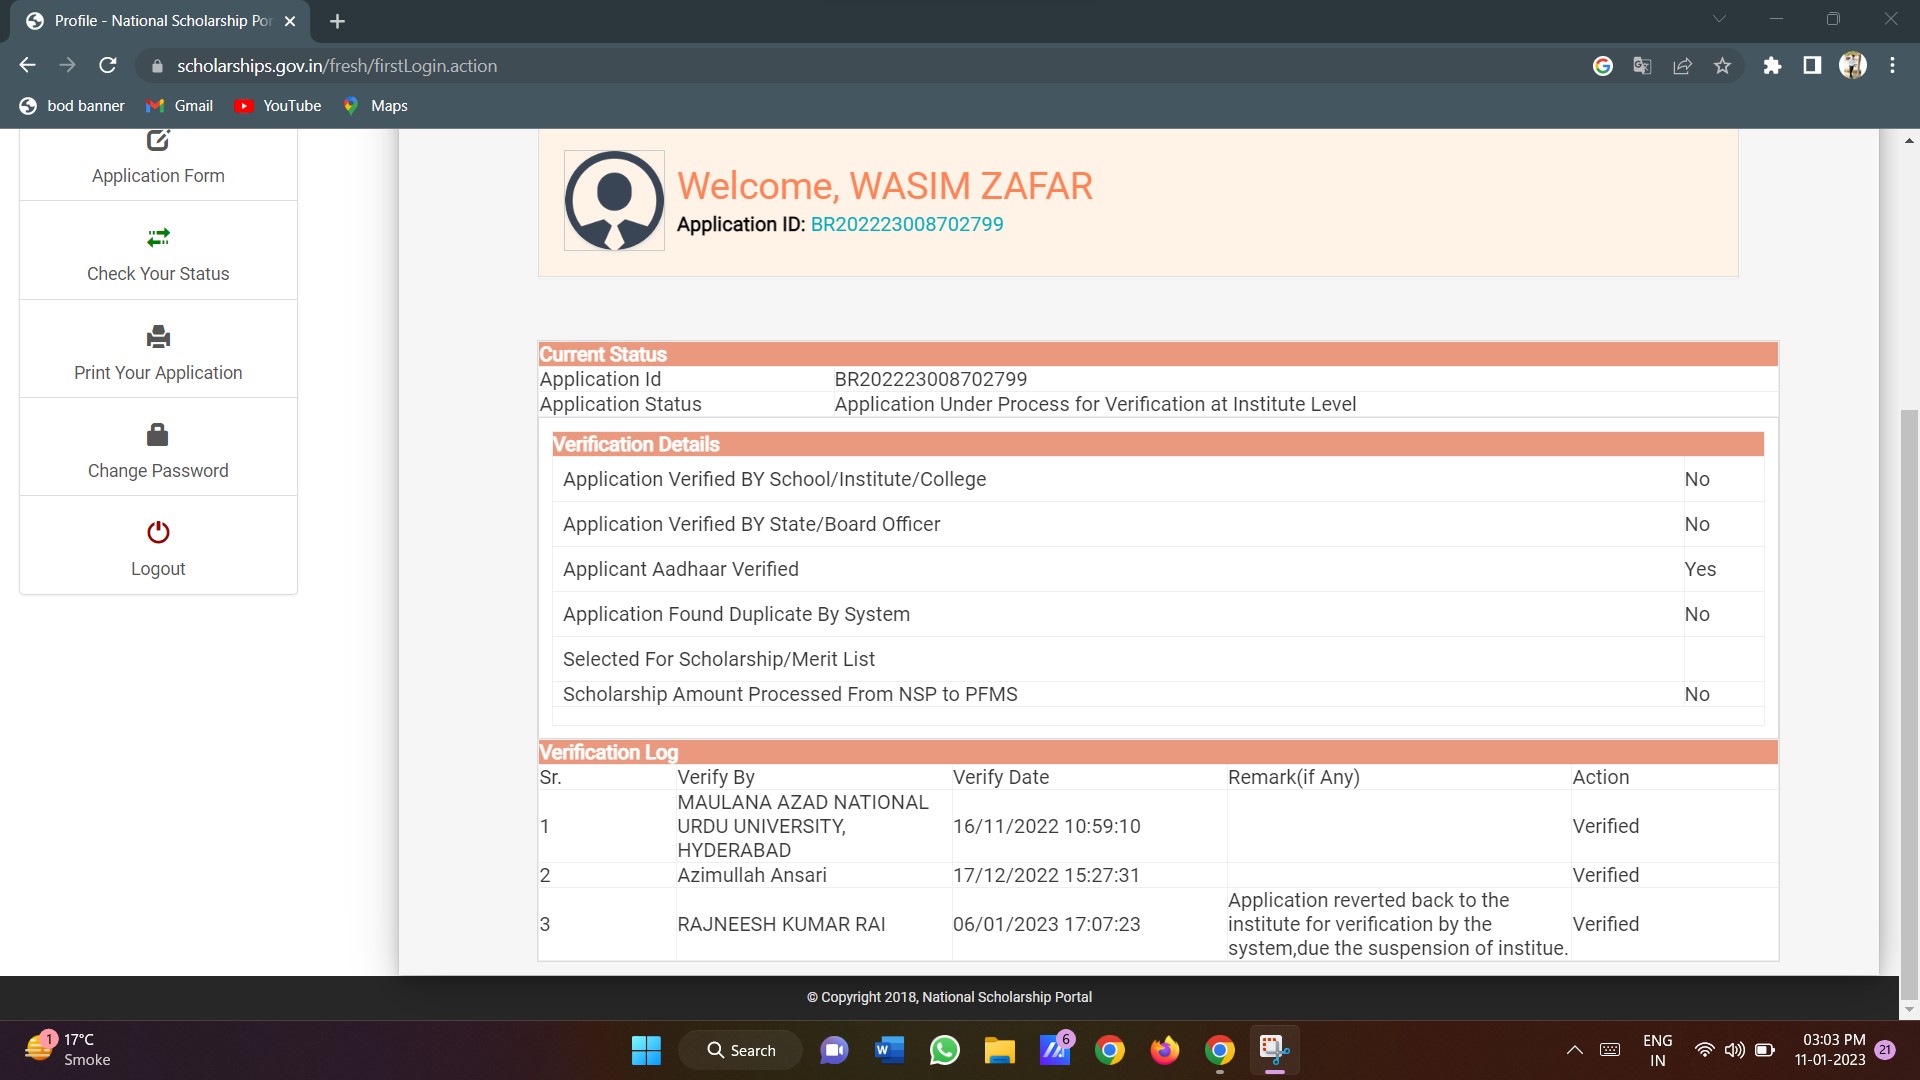 Profile - National Scholarship Por
scholarships.gov.in/fresh/firstLogin.action
bod banner Gmail YouTube Maps
Application Form
Check Your Status
Print Your Application
Change Password
Logout
Welcome, WASIM ZAFAR
Application ID: BR202223008702799
Current Status
Application Id BR202223008702799
Application Status Application Under Process for Verification at Institute Level
Verification Details
Application Verified BY School/Institute/College No
Application Verified BY State/Board Officer No
Applicant Aadhaar Verified Yes
Application Found Duplicate By System No
Selected For Scholarship/Merit List
Scholarship Amount Processed From NSP to PFMS No
Verification Log
Sr. Verify By Verify Date Remark(if Any) Action
1 MAULANA AZAD NATIONAL URDU UNIVERSITY, HYDERABAD 16/11/2022 10:59:10 Verified
2 Azimullah Ansari 17/12/2022 15:27:31 Verified
3 RAJNEESH KUMAR RAI 06/01/2023 17:07:23 Application reverted back to the institute for verification by the system,due the suspension of institue. Verified
© Copyright 2018, National Scholarship Portal
1 17°C
Smoke
Search
6
ENG
IN
03:03 PM
11-01-2023
21